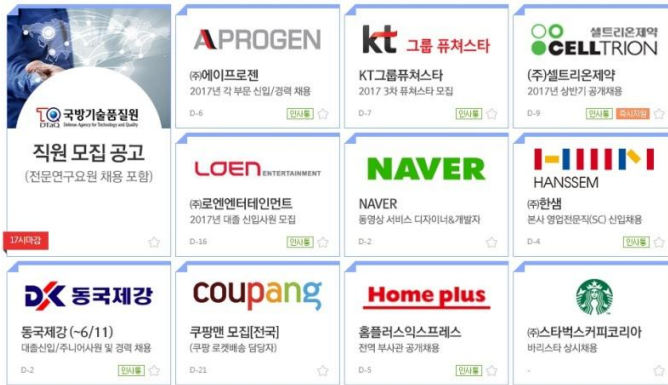 국방기술품질원
DTaQ Defense Agency for Technology and Quality
직원 모집 공고
(전문연구요원 채용 포함)
17시마감
APROGEN
㈜에이프로젠
2017년 각 부문 신입/경력 채용
D-6 인사통
kt 그룹 퓨쳐스타
KT그룹퓨쳐스타
2017 3차 퓨쳐스타 모집
D-7 인사통
셀트리온제약
CELLTRION
(주)셀트리온제약
2017년 상반기 공개채용
D-9 인사통 즉시지원
LOEN ENTERTAINMENT
㈜로엔엔터테인먼트
2017년 대졸 신입사원 모집
D-16 인사통
NAVER
NAVER
동영상 서비스 디자이너&개발자
D-2
HANSSEM
㈜한샘
본사 영업전문직(SC) 신입채용
D-4 인사통
DK 동국제강
동국제강 (~6/11)
대졸신입/주니어사원 및 경력 채용
D-2 인사통
coupang
쿠팡맨 모집[전국]
(쿠팡 로켓배송 담당자)
D-21
Home plus
홈플러스익스프레스
전역 부사관 공개채용
D-5 인사통
㈜스타벅스커피코리아
바리스타 상시채용
-